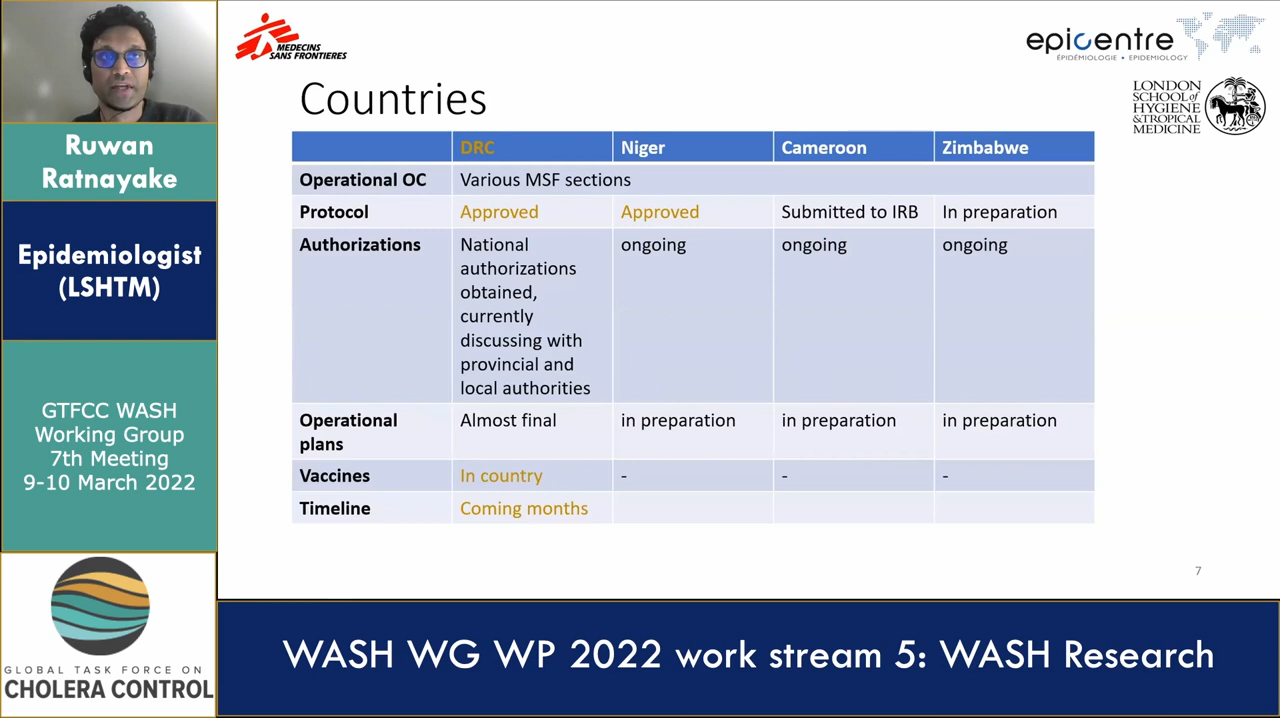 MEDECINS
SANS FRONTIERES
epicentre
ÉPIDÉMIOLOGIE • EPIDEMIOLOGY
LONDON
SCHOOL of
HYGIENE
& TROPICAL
MEDICINE
Ruwan
Ratnayake
Epidemiologist
(LSHTM)
GTFCC WASH
Working Group
7th Meeting
9-10 March 2022
GLOBAL TASK FORCE ON
CHOLERA CONTROL
Countries
DRC Niger Cameroon Zimbabwe
Operational OC Various MSF sections
Protocol Approved Approved Submitted to IRB In preparation
Authorizations National ongoing ongoing ongoing
authorizations
obtained,
currently
discussing with
provincial and
local authorities
Operational Almost final in preparation in preparation in preparation
plans
Vaccines In country - - -
Timeline Coming months
7
WASH WG WP 2022 work stream 5: WASH Research